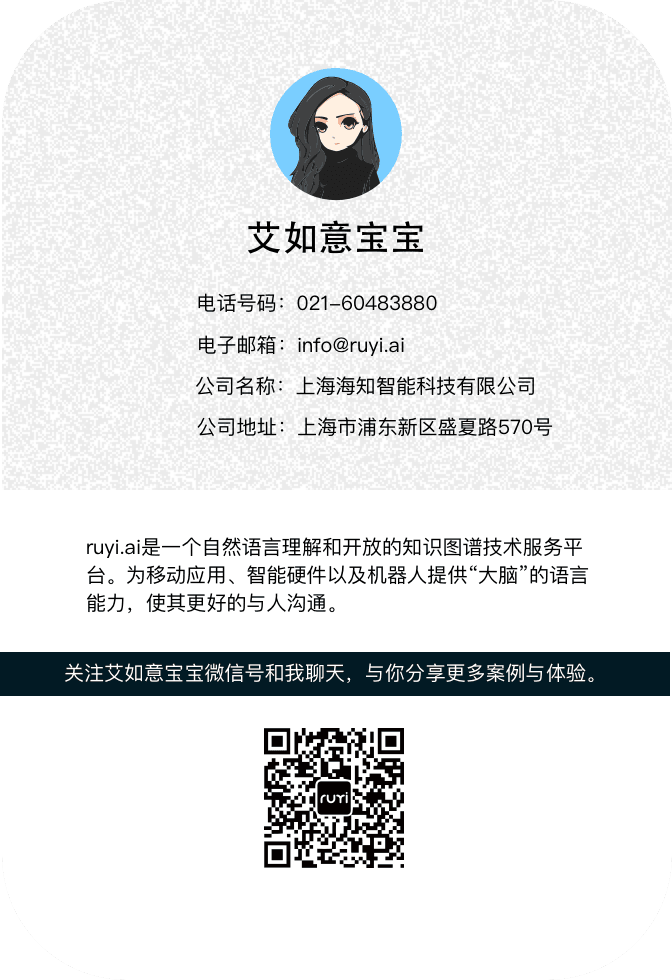 艾如意宝宝
电话号码：021-60483880
电子邮箱：info@ruyi.ai
公司名称：上海海知智能科技有限公司
公司地址：上海市浦东新区盛夏路570号
ruyi.ai是一个自然语言理解和开放的知识图谱技术服务平
台。为移动应用、智能硬件以及机器人提供“大脑”的语言
能力，使其更好的与人沟通。
关注艾如意宝宝微信号和我聊天，与你分享更多案例与体验。
ruyi